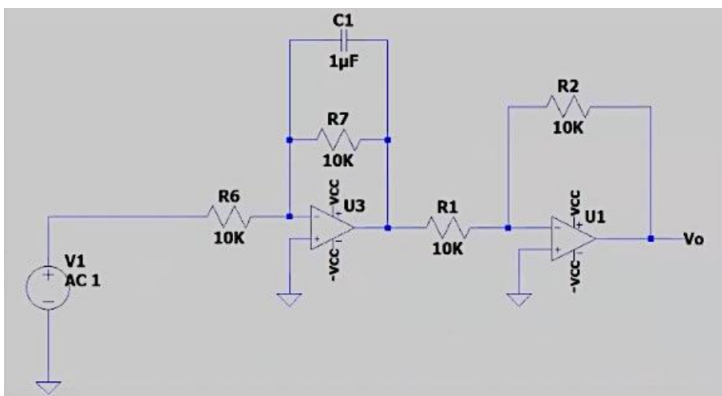 C1
1µF
R7
10K
R6
10K
VCC
U3
-VCC
R1
10K
R2
10K
VCC
U1
-VCC
Vo
V1
AC 1